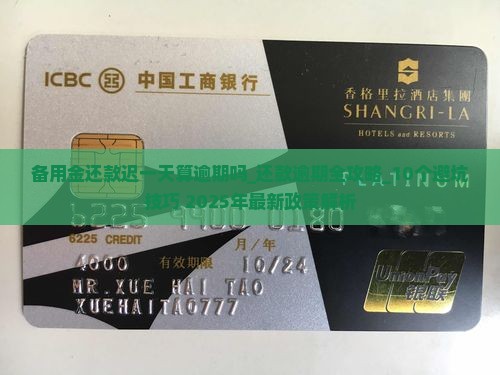 ICBC 中国工商银行
香格里拉酒店集團
SHANGRI-LA
HOTELS and RESORTS
备用金还款迟一天算逾期吗_还款逾期全攻略_10个避坑
技巧 2025年最新政策解析
6225 CREDIT
月/年
4000 有效期限 10/24
MR.XUE HAI TAO
XUEHAITAO777
UnionPay
银联